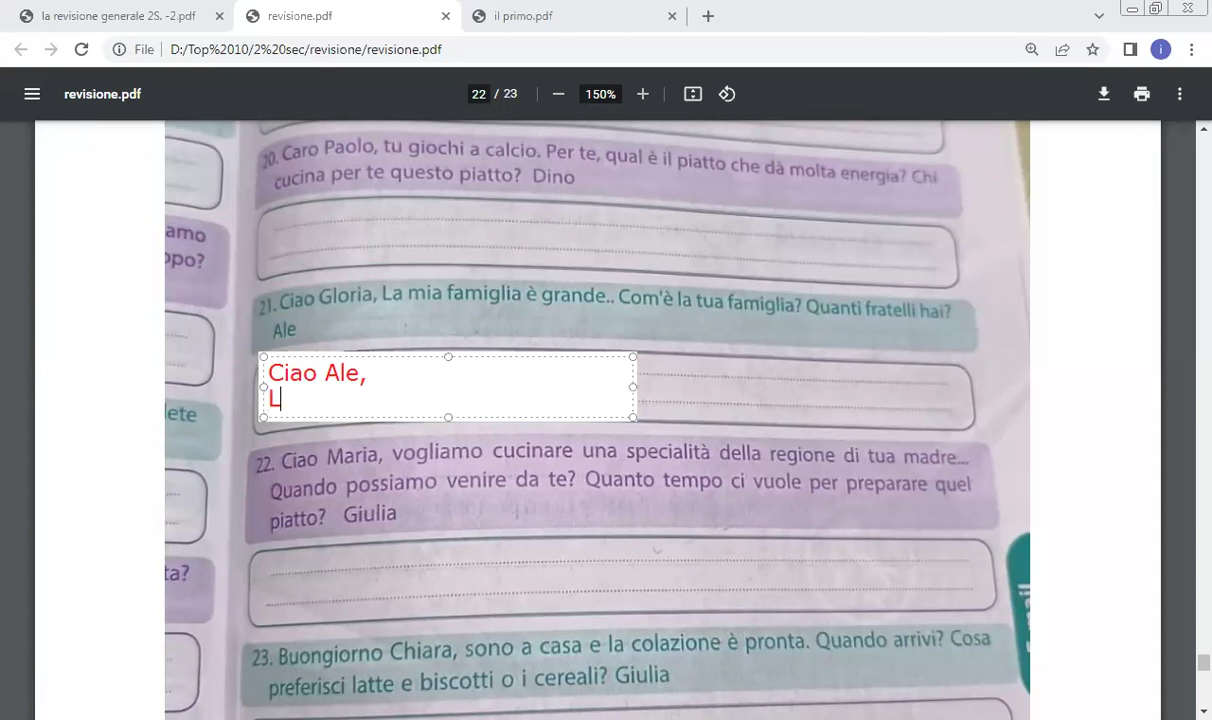 la revisione generale 2S. -2.pdf
revisione.pdf
il primo.pdf
File
D:/Top%2010/2%20sec/revisione/revisione.pdf
i
revisione.pdf
22 / 23
150%
20. Caro Paolo, tu giochi a calcio. Per te, qual è il piatto che dà molta energia? Chi
cucina per te questo piatto? Dino
amo
opo?
21. Ciao Gloria, La mia famiglia è grande.. Com'è la tua famiglia? Quanti fratelli hai?
Ale
Ciao Ale,
L
lete
22. Ciao Maria, vogliamo cucinare una specialità della regione di tua madre...
Quando possiamo venire da te? Quanto tempo ci vuole per preparare quel
piatto? Giulia
ta?
23. Buongiorno Chiara, sono a casa e la colazione è pronta. Quando arrivi? Cosa
preferisci latte e biscotti o i cereali? Giulia